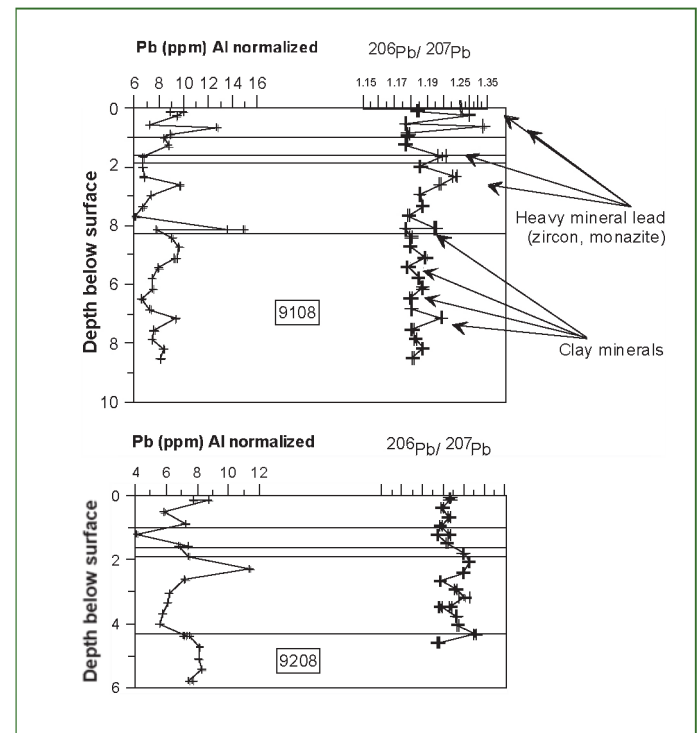 Pb (ppm) Al normalized
206Pb/ 207Pb
6 8 10 12 14 16
1.15 1.17 1.19 1.25 1.35
0
2
8
6
8
10
Depth below surface
9108
Heavy mineral lead
(zircon, monazite)
Clay minerals
Pb (ppm) Al normalized
206Pb/ 207Pb
4 6 8 10 12
0
2
4
6
Depth below surface
9208